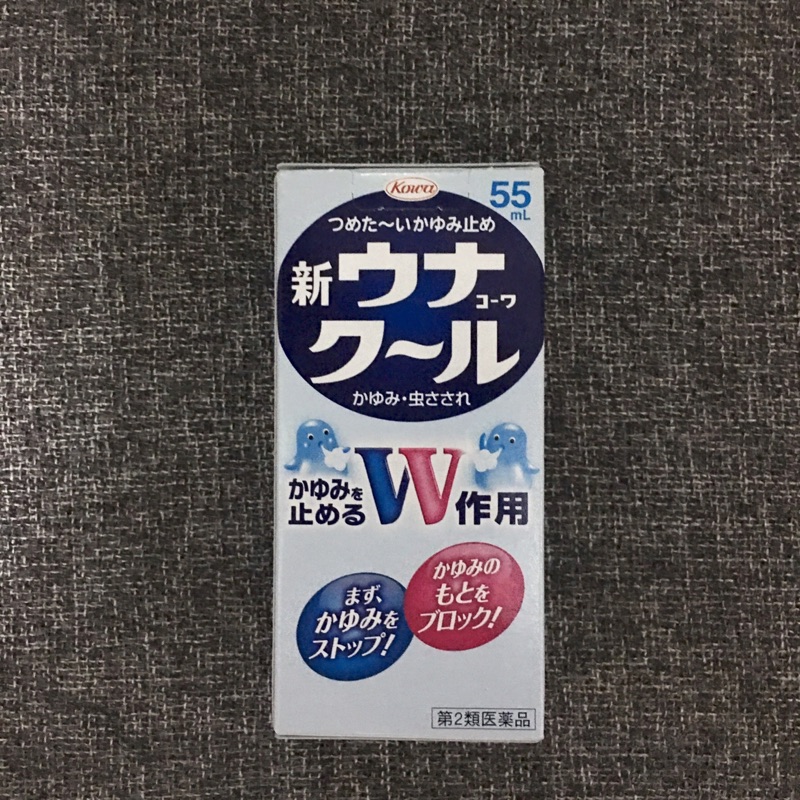 Kowa
55
mL
つめた〜いかゆみ止め
新ウナ
コーワ
クール
かゆみ・虫さされ
かゆみを
止める W 作用
まず、
かゆみを
ストップ!
かゆみの
もとを
ブロック!
第2類医薬品